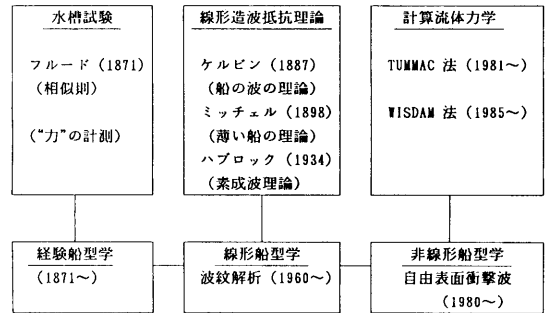 水槽試験
フルード (1871)
(相似則)
(“力”の計測)
線形造波抵抗理論
ケルビン (1887)
(船の波の理論)
ミッチェル (1898)
(薄い船の理論)
ハブロック (1934)
(素成波理論)
計算流体力学
TUMMAC 法 (1981~)
WISDAM 法 (1985~)
経験船型学
(1871~)
線形船型学
波紋解析 (1960~)
非線形船型学
自由表面衝撃波
(1980~)